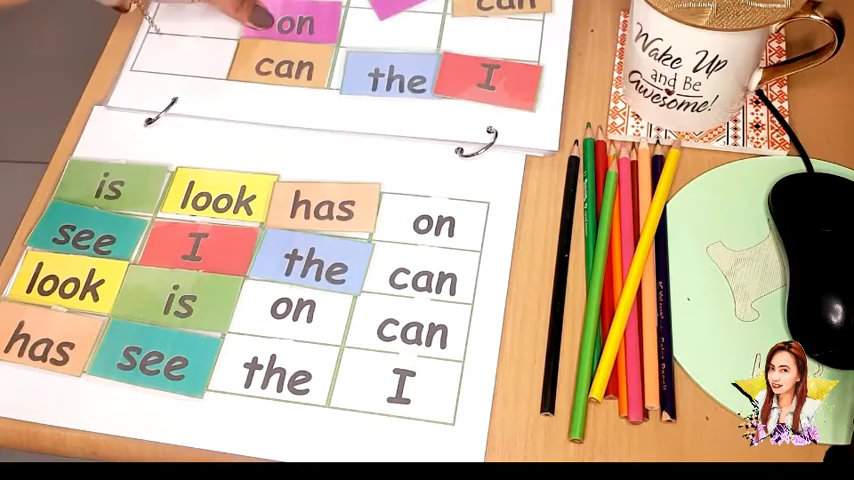 on can
can the I
is look has on
see I the can
look is on can
has see the I
Wake Up
and Be
Awesome!